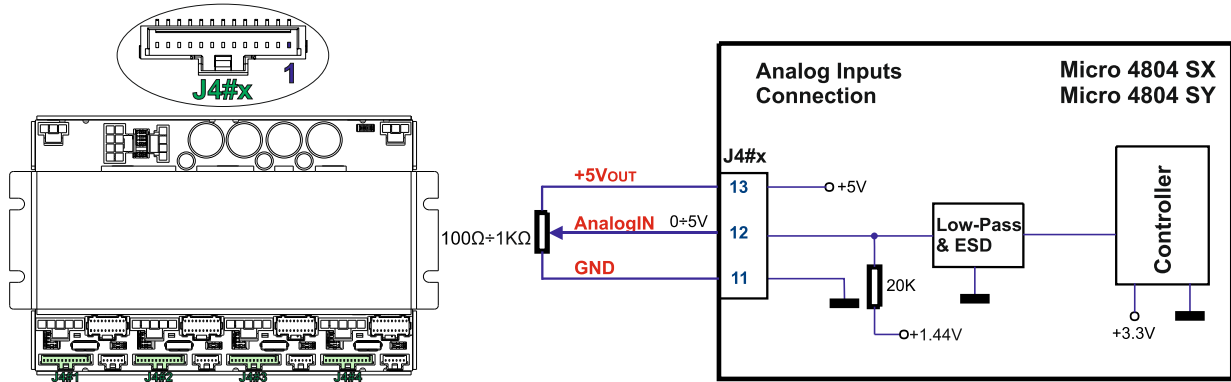 1
J4#x
J4#1
J4#2
J4#3
J4#4
Analog Inputs
Connection
Micro 4804 SX
Micro 4804 SY
J4#x
+5VOUT
13
+5V
AnalogIN
0÷5V
12
100Ω÷1KΩ
GND
11
20K
+1.44V
Low-Pass
& ESD
Controller
+3.3V